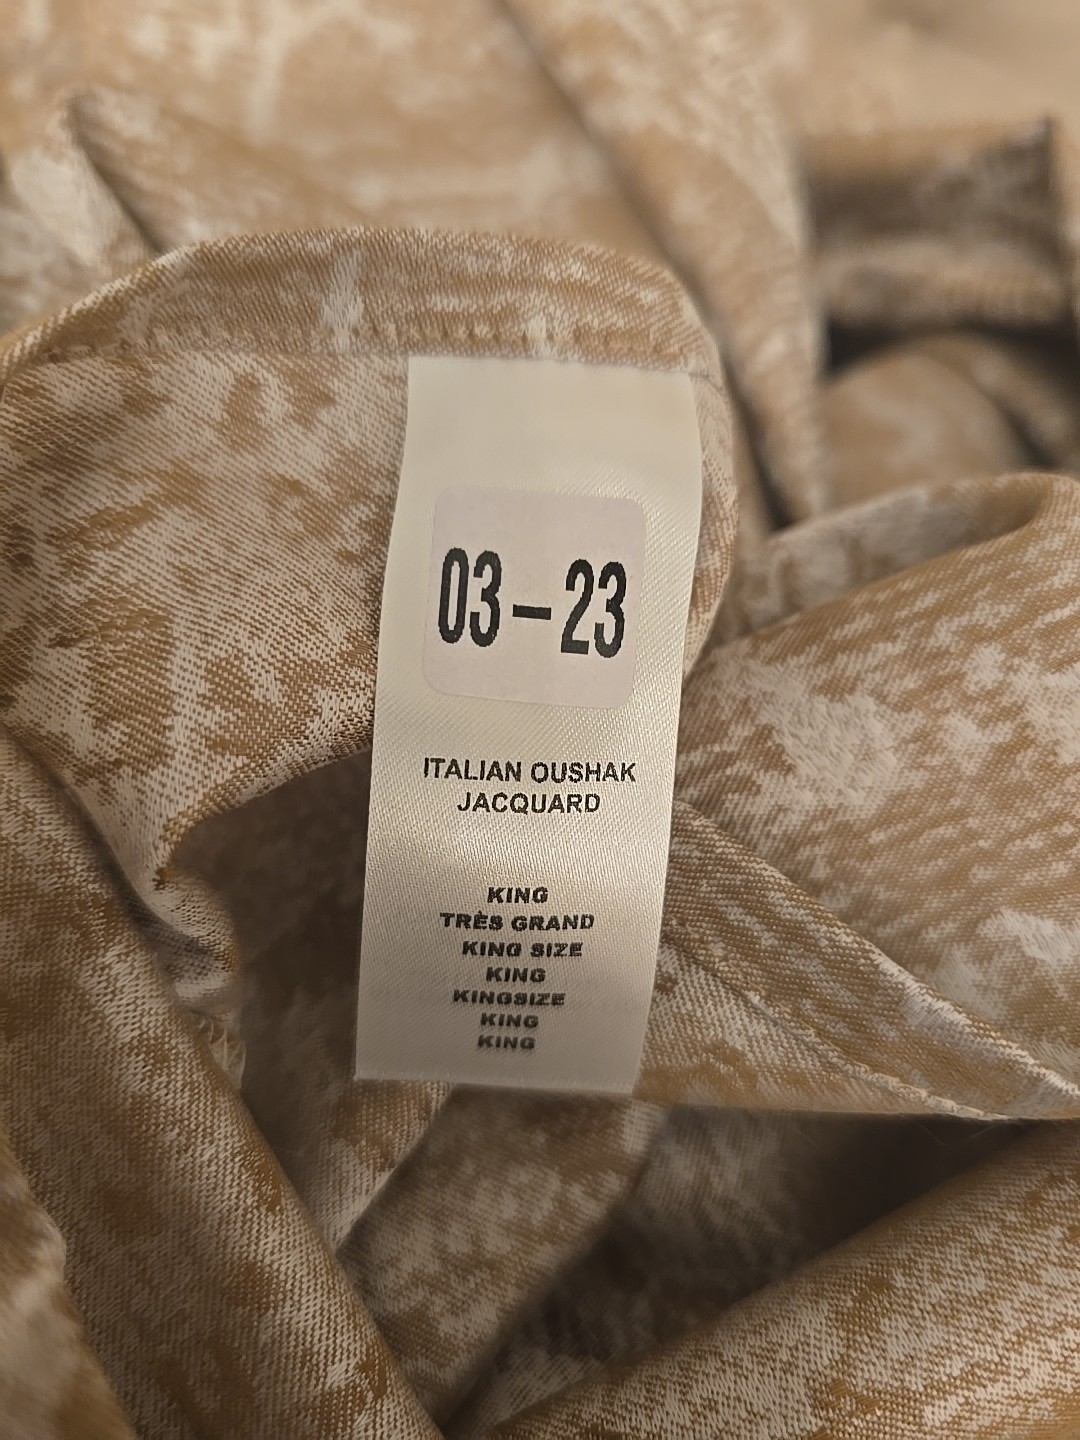 03-23
ITALIAN OUSHAK
JACQUARD
KING
TRÈS GRAND
KING SIZE
KING
KINGSIZE
KING
KING